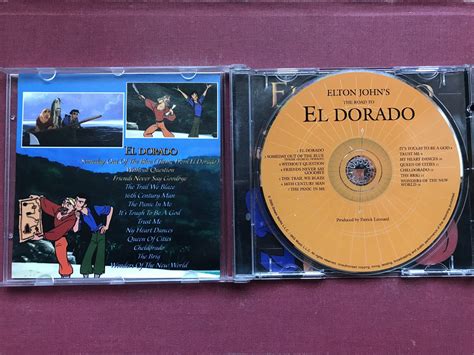 EL DORADO
Someday Out Of The Blue (Theme From El Dorado)
Without Question
Friends Never Say Goodbye
The Trail We Blaze
16th Century Man
The Panic In Me
It's Tough To Be A God
Trust Me
My Heart Dances
Queen Of Cities
Cheldorado
The Brig
Wonders Of The New World
ELTON JOHN'S
THE ROAD TO
EL DORADO
EL DORADO
SOMEDAY OUT OF THE BLUE
WITHOUT QUESTION
FRIENDS NEVER SAY
GOODBYE
THE TRAIL WE BLAZE
16TH CENTURY MAN
THE PANIC IN ME
IT'S TOUGH TO BE A GOD
TRUST ME
MY HEART DANCES
QUEEN OF CITIES
CHELDORADO
THE BRIG
WONDERS OF THE NEW
WORLD
Produced by Patrick Leonard